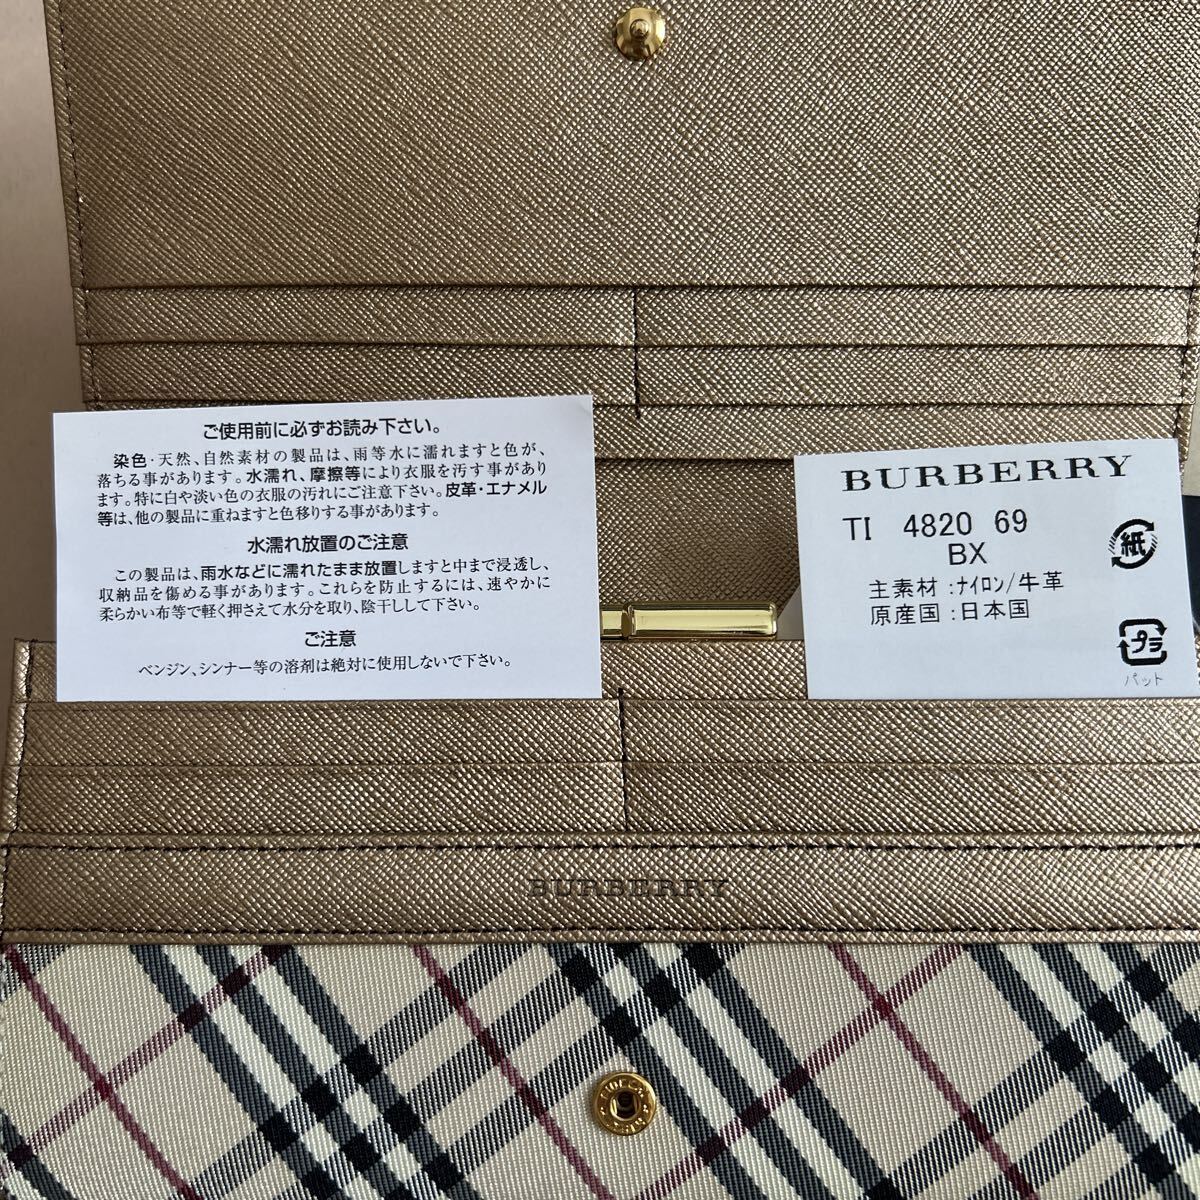 ご使用前に必ずお読み下さい。
染色・天然、自然素材の製品は、雨等水に濡れますと色が、
落ちる事があります。水濡れ、摩擦等により衣服を汚す事があり
ます。特に白や淡い色の衣服の汚れにご注意下さい。皮革・エナメル
等は、他の製品に重ねますと色移りする事があります。
水濡れ放置のご注意
この製品は、雨水などに濡れたまま放置しますと中まで浸透し、
収納品を傷める事があります。これらを防止するには、速やかに
柔らかい布等で軽く押さえて水分を取り、陰干しして下さい。
ご注意
ベンジン、シンナー等の溶剤は絶対に使用しないで下さい。
BURBERRY
TI 4820 69
BX
主素材:ﾅｲﾛﾝ/牛革
原産国:日本国
紙
プラ
パット
BURBERRY